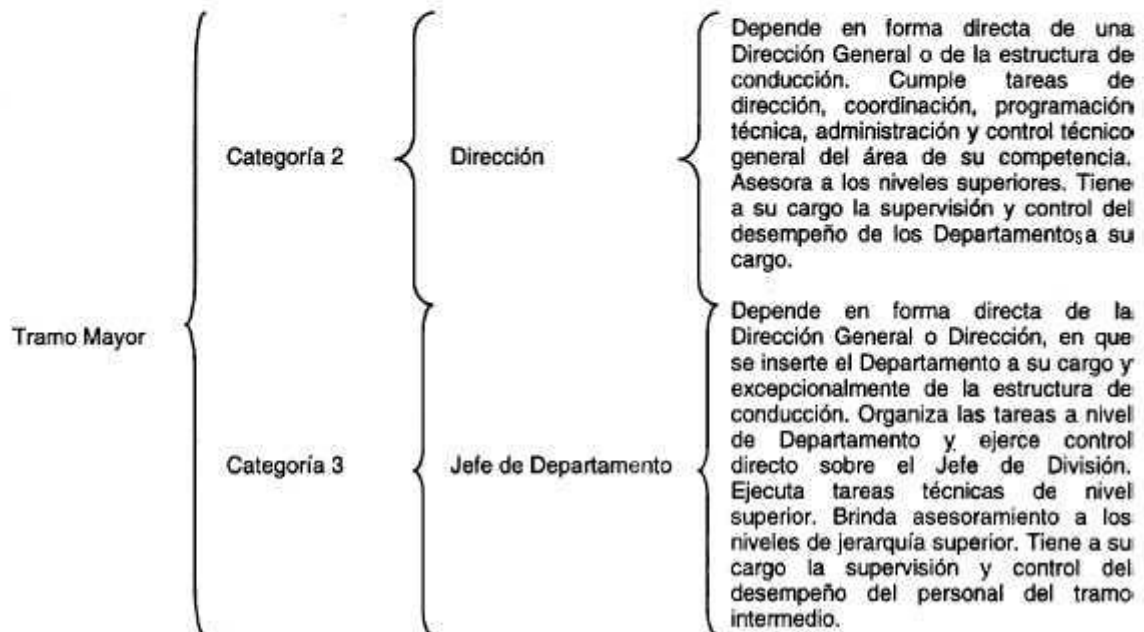 Tramo Mayor
Categoría 2
Dirección
Depende en forma directa de una
Dirección General o de la estructura de
conducción. Cumple tareas de
dirección, coordinación, programación
técnica, administración y control técnico
general del área de su competencia.
Asesora a los niveles superiores. Tiene
a su cargo la supervisión y control del
desempeño de los Departamentos a su
cargo.
Categoría 3
Jefe de Departamento
Depende en forma directa de la
Dirección General o Dirección, en que
se inserte el Departamento a su cargo y
excepcionalmente de la estructura de
conducción. Organiza las tareas a nivel
de Departamento y ejerce control
directo sobre el Jefe de División.
Ejecuta tareas técnicas de nivel
superior. Brinda asesoramiento a los
niveles de jerarquía superior. Tiene a su
cargo la supervisión y control del
desempeño del personal del tramo
intermedio.